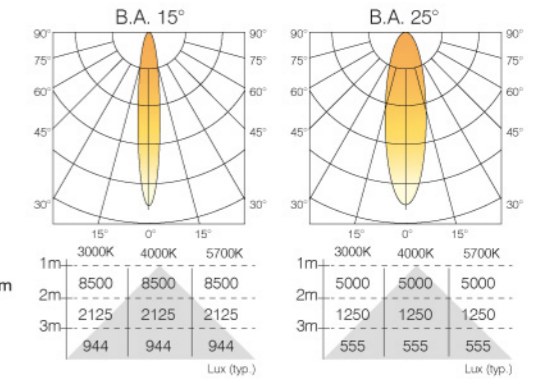 B.A. 15°
90° 90°
75° 75°
60° 60°
45° 45°
30° 30°
15° 0° 15°
3000K 4000K 5700K
1m
8500 8500 8500
2m
2125 2125 2125
3m
944 944 944
Lux (typ.)
B.A. 25°
90° 90°
75° 75°
60° 60°
45° 45°
30° 30°
15° 0° 15°
3000K 4000K 5700K
1m
5000 5000 5000
2m
1250 1250 1250
3m
555 555 555
Lux (typ.)
m